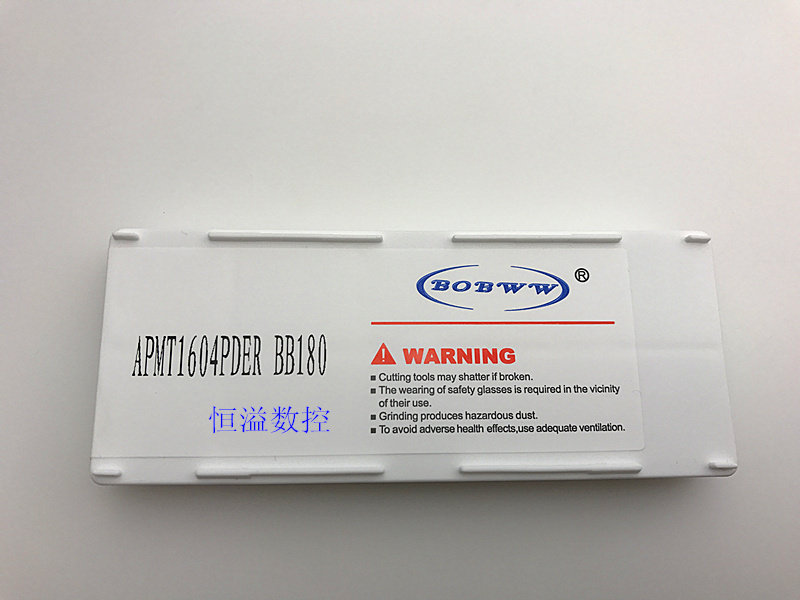 BOBWW ®
APMT1604PDER BB180
恒溢数控
⚠ WARNING
■ Cutting tools may shatter if broken.
■ The wearing of safety glasses is required in the vicinity
of their use.
■ Grinding produces hazardous dust.
■ To avoid adverse health effects,use adequate ventilation.